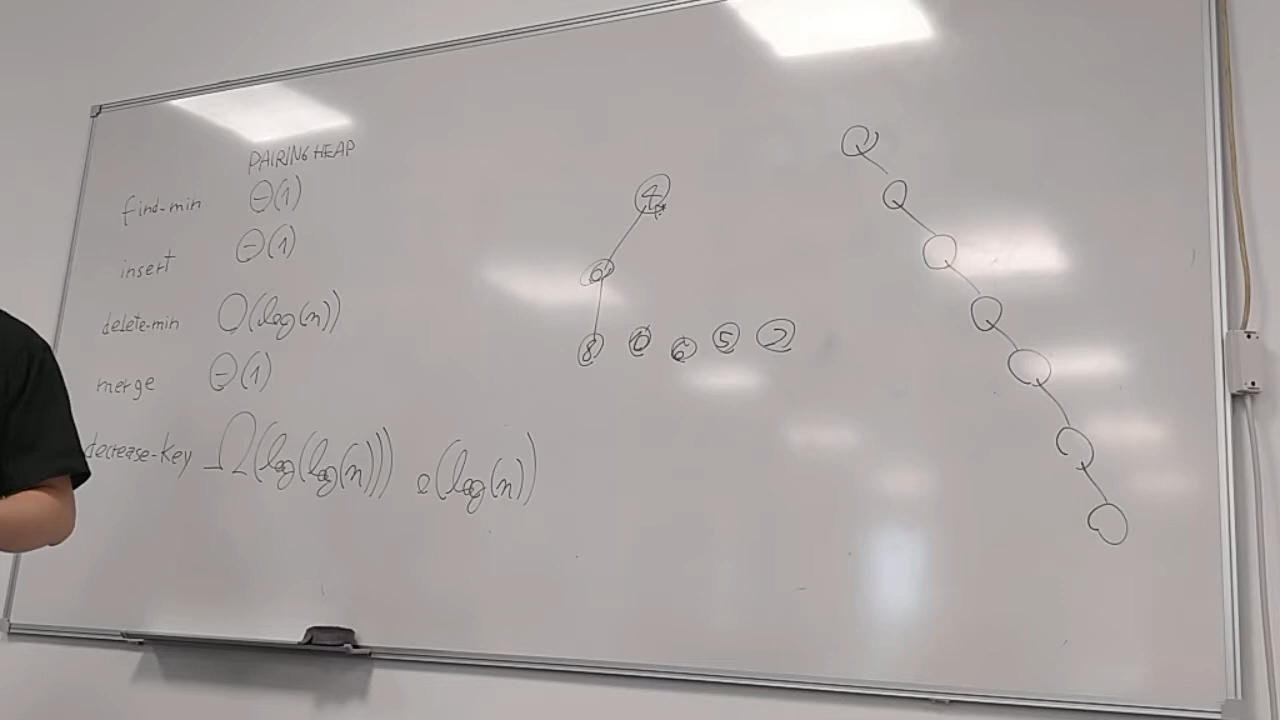 PAIRING HEAP
find-min Θ(1)
insert Θ(1)
delete-min O(log(n))
merge Θ(1)
decrease-key Ω(log(log(n))) o(log(n))
4
6
8 6 5 2